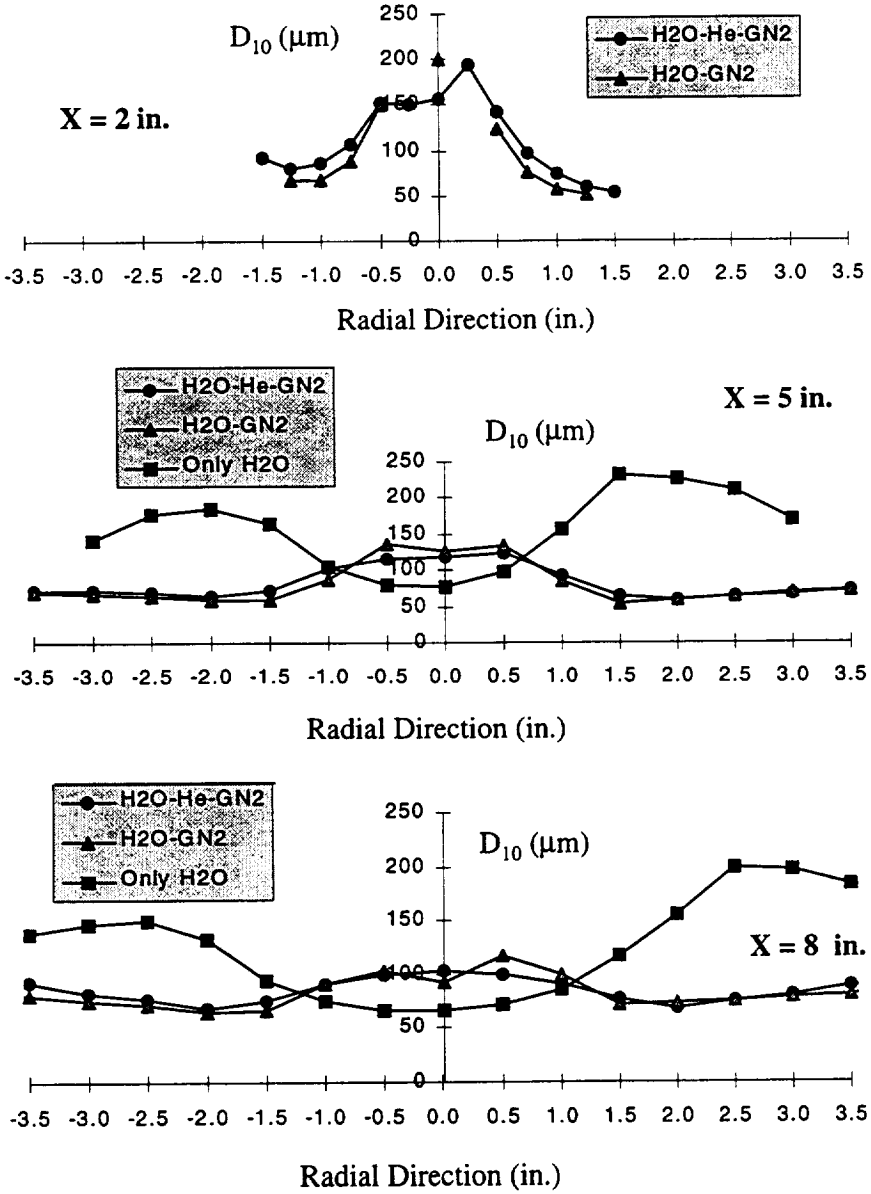 D10 (μm)
250
200
150
100
50
0
H2O-He-GN2
H2O-GN2
X = 2 in.
-3.5 -3.0 -2.5 -2.0 -1.5 -1.0 -0.5 0.0 0.5 1.0 1.5 2.0 2.5 3.0 3.5
Radial Direction (in.)
H2O-He-GN2
H2O-GN2
Only H2O
X = 5 in.
D10 (μm)
250
200
150
100
50
0
-3.5 -3.0 -2.5 -2.0 -1.5 -1.0 -0.5 0.0 0.5 1.0 1.5 2.0 2.5 3.0 3.5
Radial Direction (in.)
H2O-He-GN2
H2O-GN2
Only H2O
D10 (μm)
250
200
150
100
50
0
X = 8 in.
-3.5 -3.0 -2.5 -2.0 -1.5 -1.0 -0.5 0.0 0.5 1.0 1.5 2.0 2.5 3.0 3.5
Radial Direction (in.)